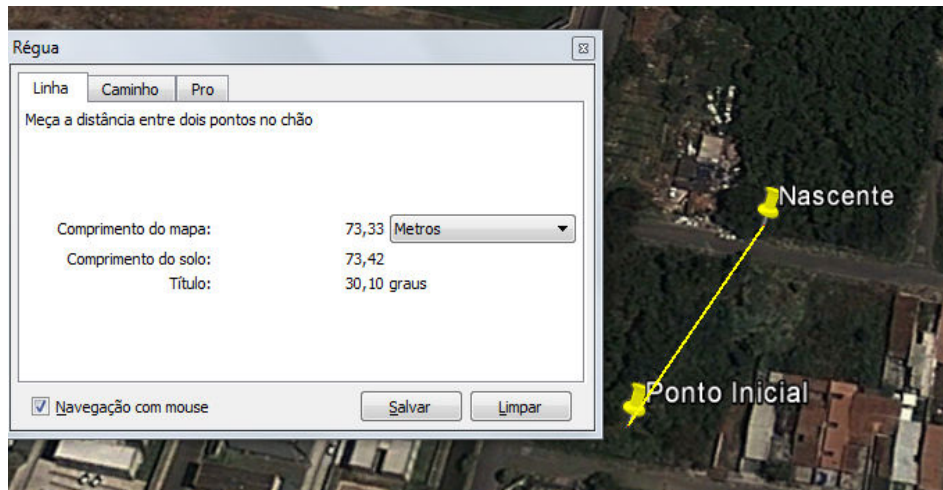 Régua
Linha Caminho Pro
Meça a distância entre dois pontos no chão
Comprimento do mapa: 73,33 Metros
Comprimento do solo: 73,42
Título: 30,10 graus
Navegação com mouse Salvar Limpar
Nascente
Ponto Inicial